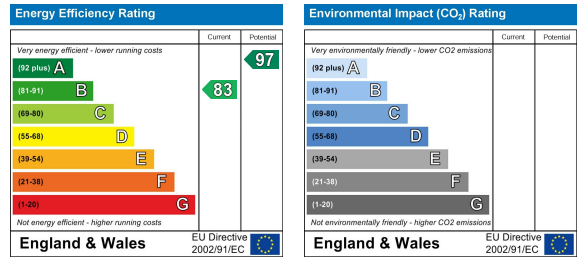 Energy Efficiency Rating
Current Potential
Very energy efficient - lower running costs
(92 plus) A
(81-91) B
(69-80) C
(55-68) D
(39-54) E
(21-38) F
(1-20) G
83
97
Not energy efficient - higher running costs
England & Wales
EU Directive
2002/91/EC
Environmental Impact (CO₂) Rating
Current Potential
Very environmentally friendly - lower CO2 emissions
(92 plus) A
(81-91) B
(69-80) C
(55-68) D
(39-54) E
(21-38) F
(1-20) G
Not environmentally friendly - higher CO2 emissions
England & Wales
EU Directive
2002/91/EC